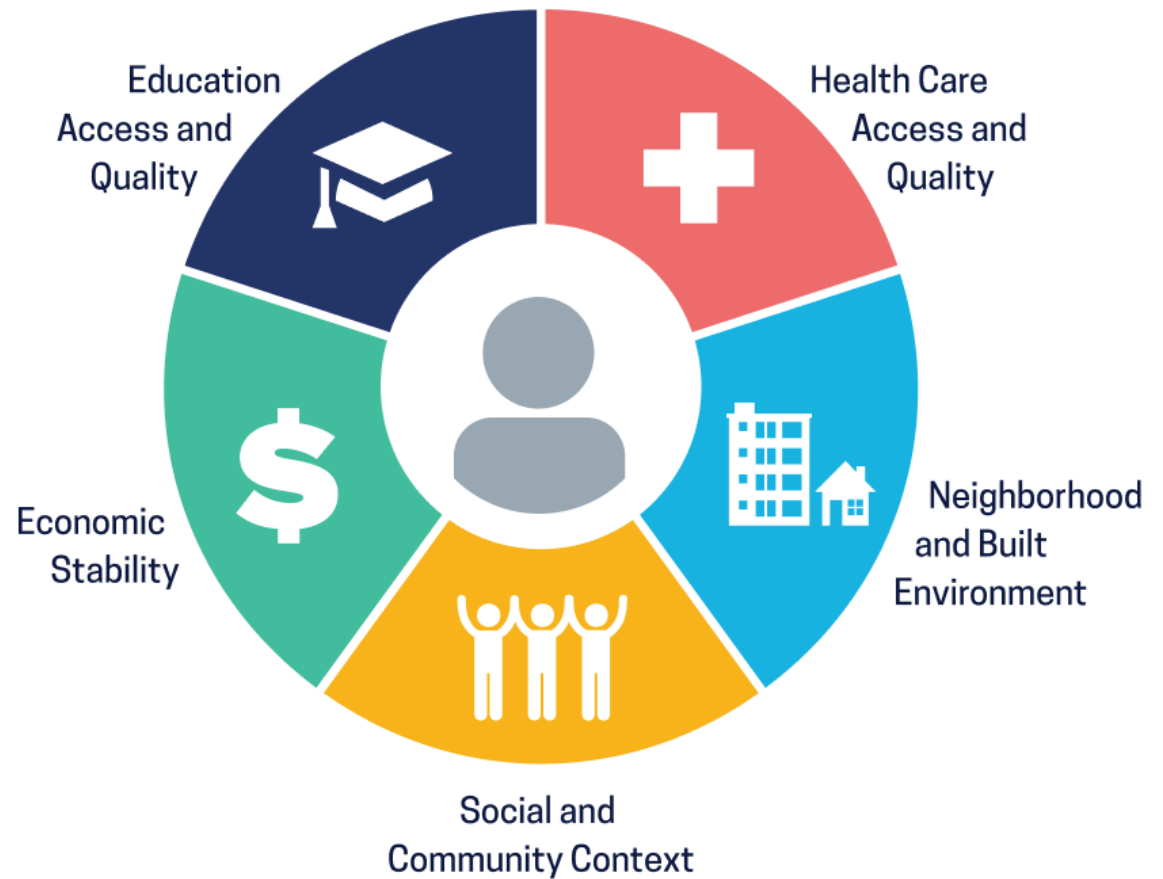 Education
Access and
Quality
Health Care
Access and
Quality
Economic
Stability
Neighborhood
and Built
Environment
Social and
Community Context